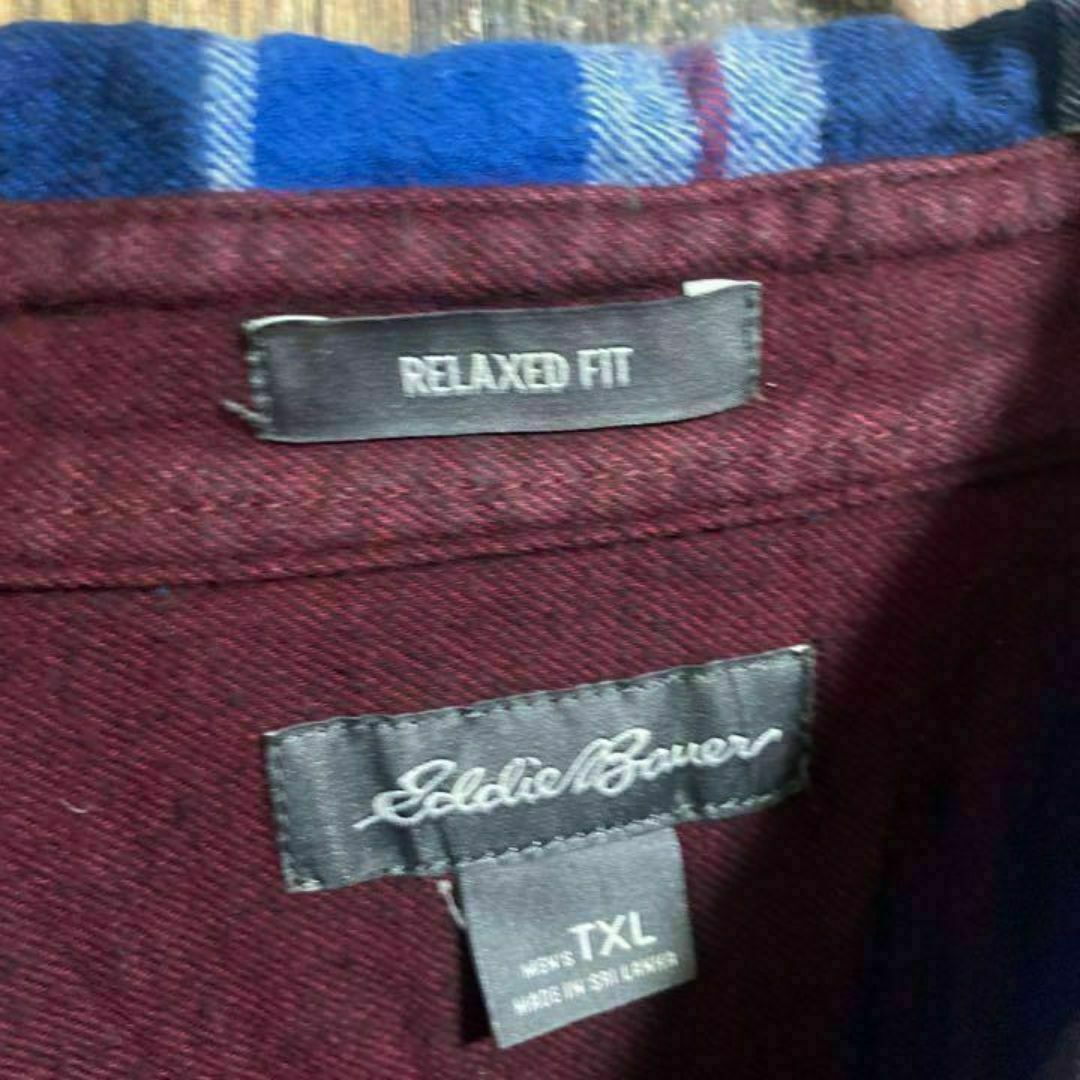 RELAXED FIT
Eddie Bauer
MEN'S TXL
MADE IN SRI LANKA